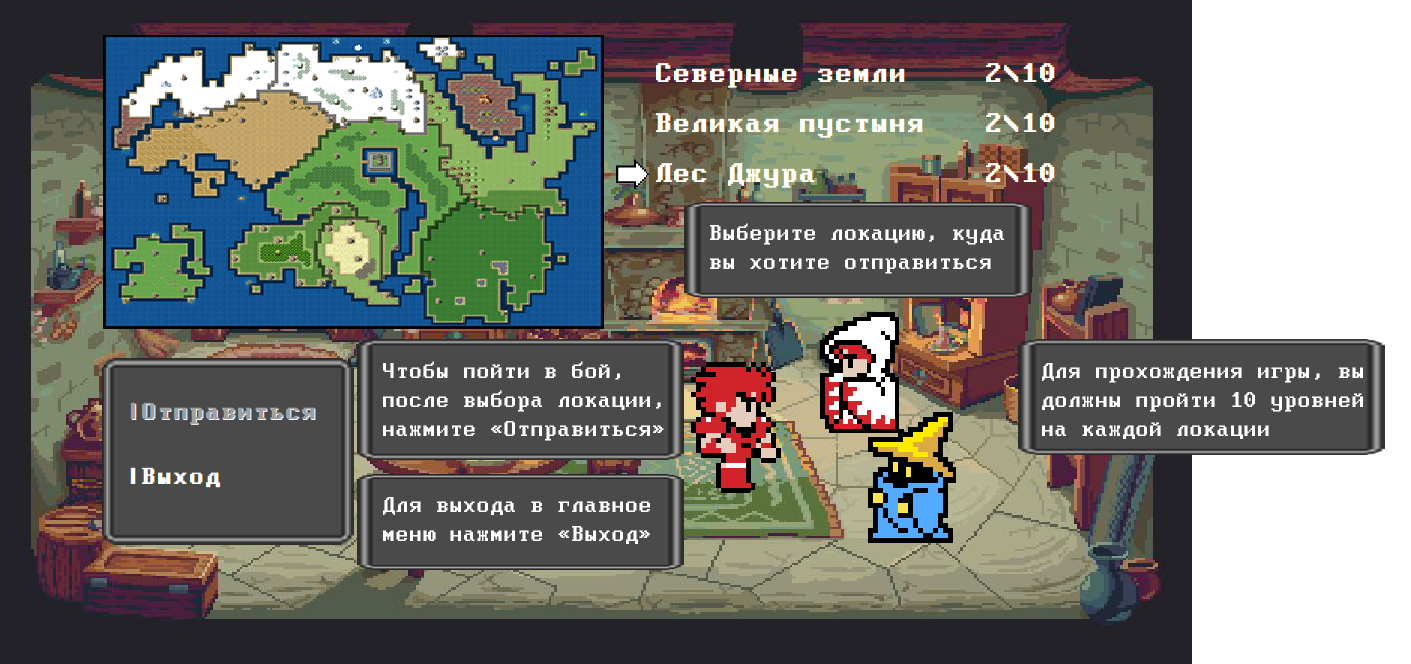 Северные земли 2\10
Великая пустыня 2\10
Лес Джура 2\10
Выберите локацию, куда
вы хотите отправиться
Чтобы пойти в бой,
после выбора локации,
нажмите «Отправиться»
Для прохождения игры, вы
должны пройти 10 уровней
на каждой локации
|Отправиться
|Выход
Для выхода в главное
меню нажмите «Выход»